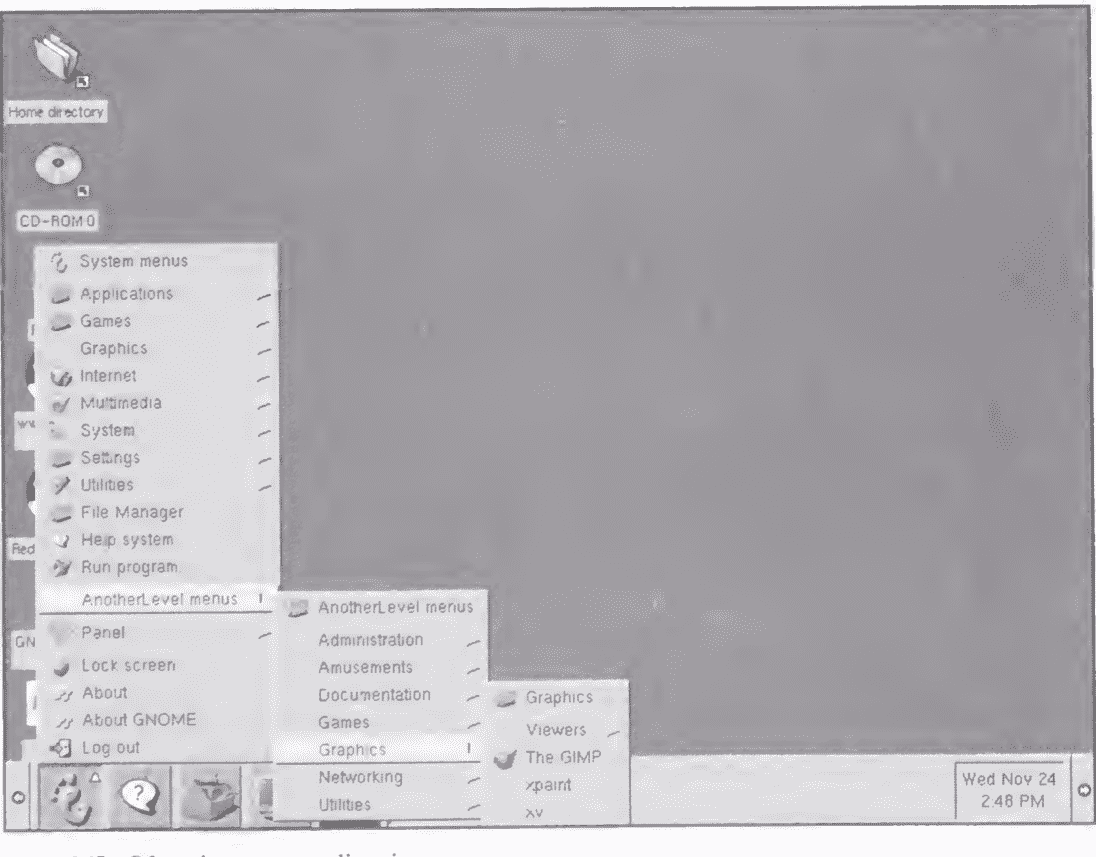 Home directory
CD-ROM 0
System menus
Applications
Games
Graphics
Internet
Multimedia
System
Settings
Utilities
File Manager
Help system
Run program
AnotherLevel menus
Panel
Lock screen
About
About GNOME
Log out
Red
GN
AnotherLevel menus
Administration
Amusements
Documentation
Games
Graphics
Networking
Utilities
Graphics
Viewers
The GIMP
xpaint
xv
Wed Nov 24
2:48 PM